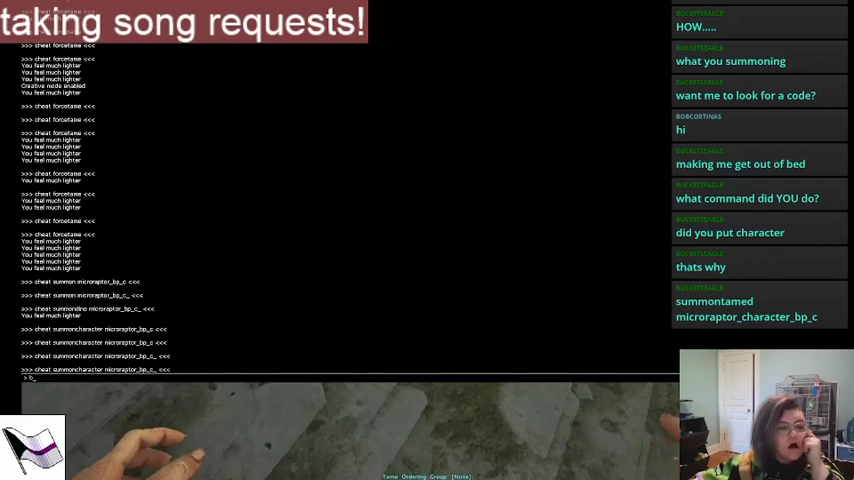 taking song requests!
>>> cheat forcetame <<<
>>> cheat forcetame <<<
You feel much lighter
You feel much lighter
You feel much lighter
Creative mode enabled
You feel much lighter
>>> cheat forcetame <<<
>>> cheat forcetame <<<
>>> cheat forcetame <<<
You feel much lighter
You feel much lighter
You feel much lighter
You feel much lighter
>>> cheat forcetame <<<
You feel much lighter
>>> cheat forcetame <<<
You feel much lighter
You feel much lighter
>>> cheat forcetame <<<
>>> cheat forcetame <<<
You feel much lighter
You feel much lighter
You feel much lighter
You feel much lighter
You feel much lighter
>>> cheat summon microraptor_bp_c <<<
>>> cheat summon microraptor_bp_c_ <<<
>>> cheat summondino microraptor_bp_c_ <<<
You feel much lighter
>>> cheat summoncharacter microraptor_bp_c <<<
>>> cheat summoncharacter microraptor_bp_c <<<
>>> cheat summoncharacter microraptor_bp_c_ <<<
>>> cheat summoncharacter microraptor_bp_c_ <<<
> b_
Tame Ordering Group: [None]
BUCKETSEAGLE
HOW.....
BUCKETSEAGLE
what you summoning
BUCKETSEAGLE
want me to look for a code?
BOBCORTINAS
hi
BUCKETSEAGLE
making me get out of bed
BUCKETSEAGLE
what command did YOU do?
BUCKETSEAGLE
did you put character
BUCKETSEAGLE
thats why
BUCKETSEAGLE
summontamed
microraptor_character_bp_c